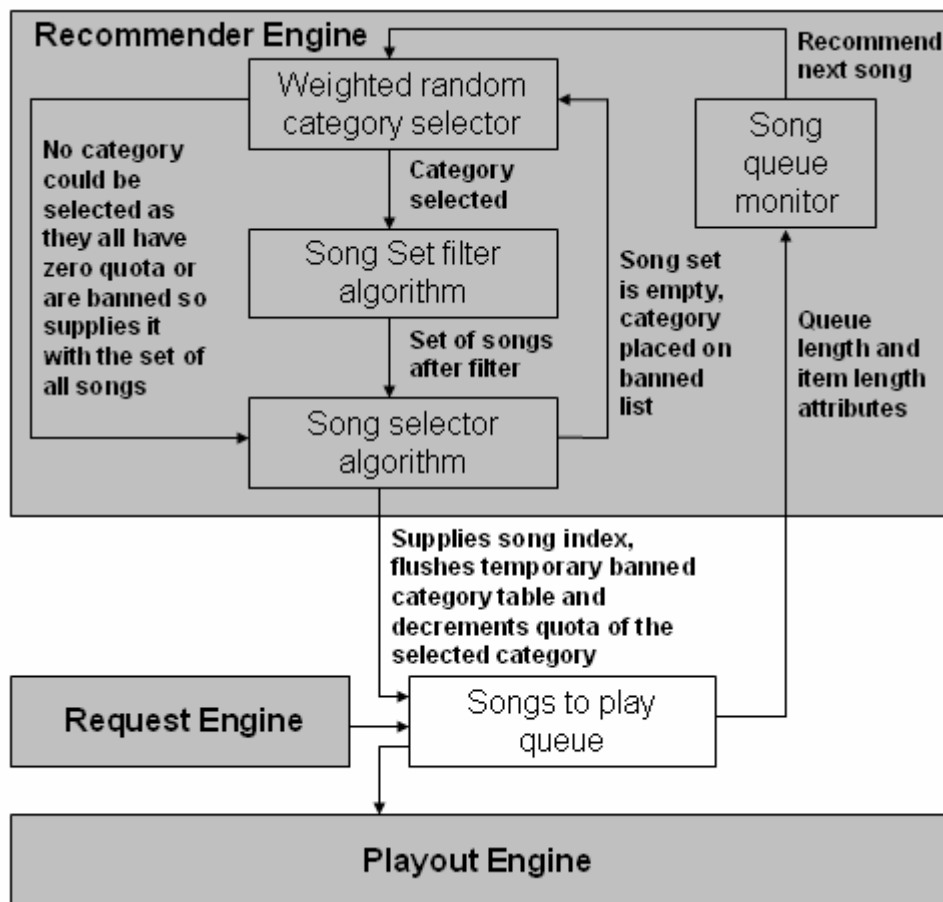 Recommender Engine
Recommend
next song
Weighted random
category selector
Song
queue
monitor
No category
could be
selected as
they all have
zero quota or
are banned so
supplies it
with the set of
all songs
Category
selected
Song Set filter
algorithm
Song set
is empty,
category
placed on
banned
list
Queue
length and
item length
attributes
Set of songs
after filter
Song selector
algorithm
Supplies song index,
flushes temporary banned
category table and
decrements quota of the
selected category
Request Engine
Songs to play
queue
Playout Engine